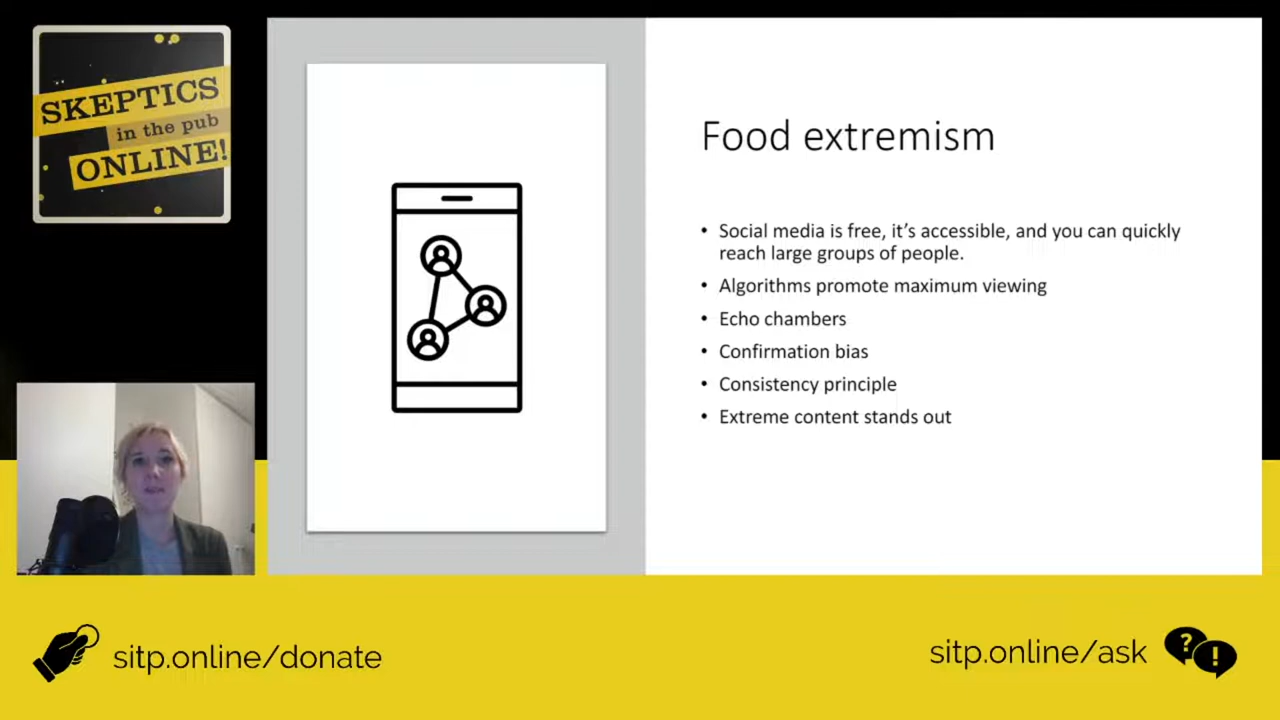 SKEPTICS
in the pub
ONLINE!
Food extremism
• Social media is free, it's accessible, and you can quickly
reach large groups of people.
• Algorithms promote maximum viewing
• Echo chambers
• Confirmation bias
• Consistency principle
• Extreme content stands out
sitp.online/donate
sitp.online/ask
?
!